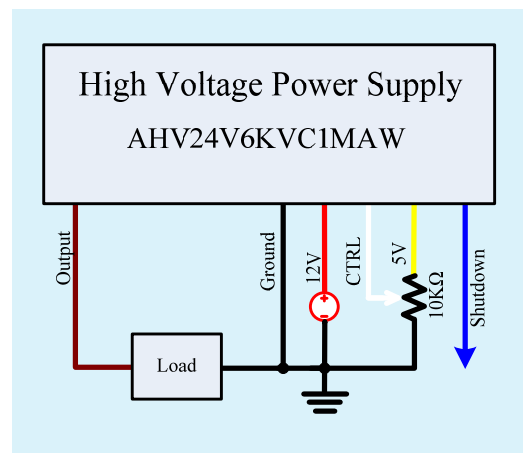 High Voltage Power Supply
AHV24V6KVC1MAW
Output
Ground
12V
CTRL
5V
10KΩ
Shutdown
Load